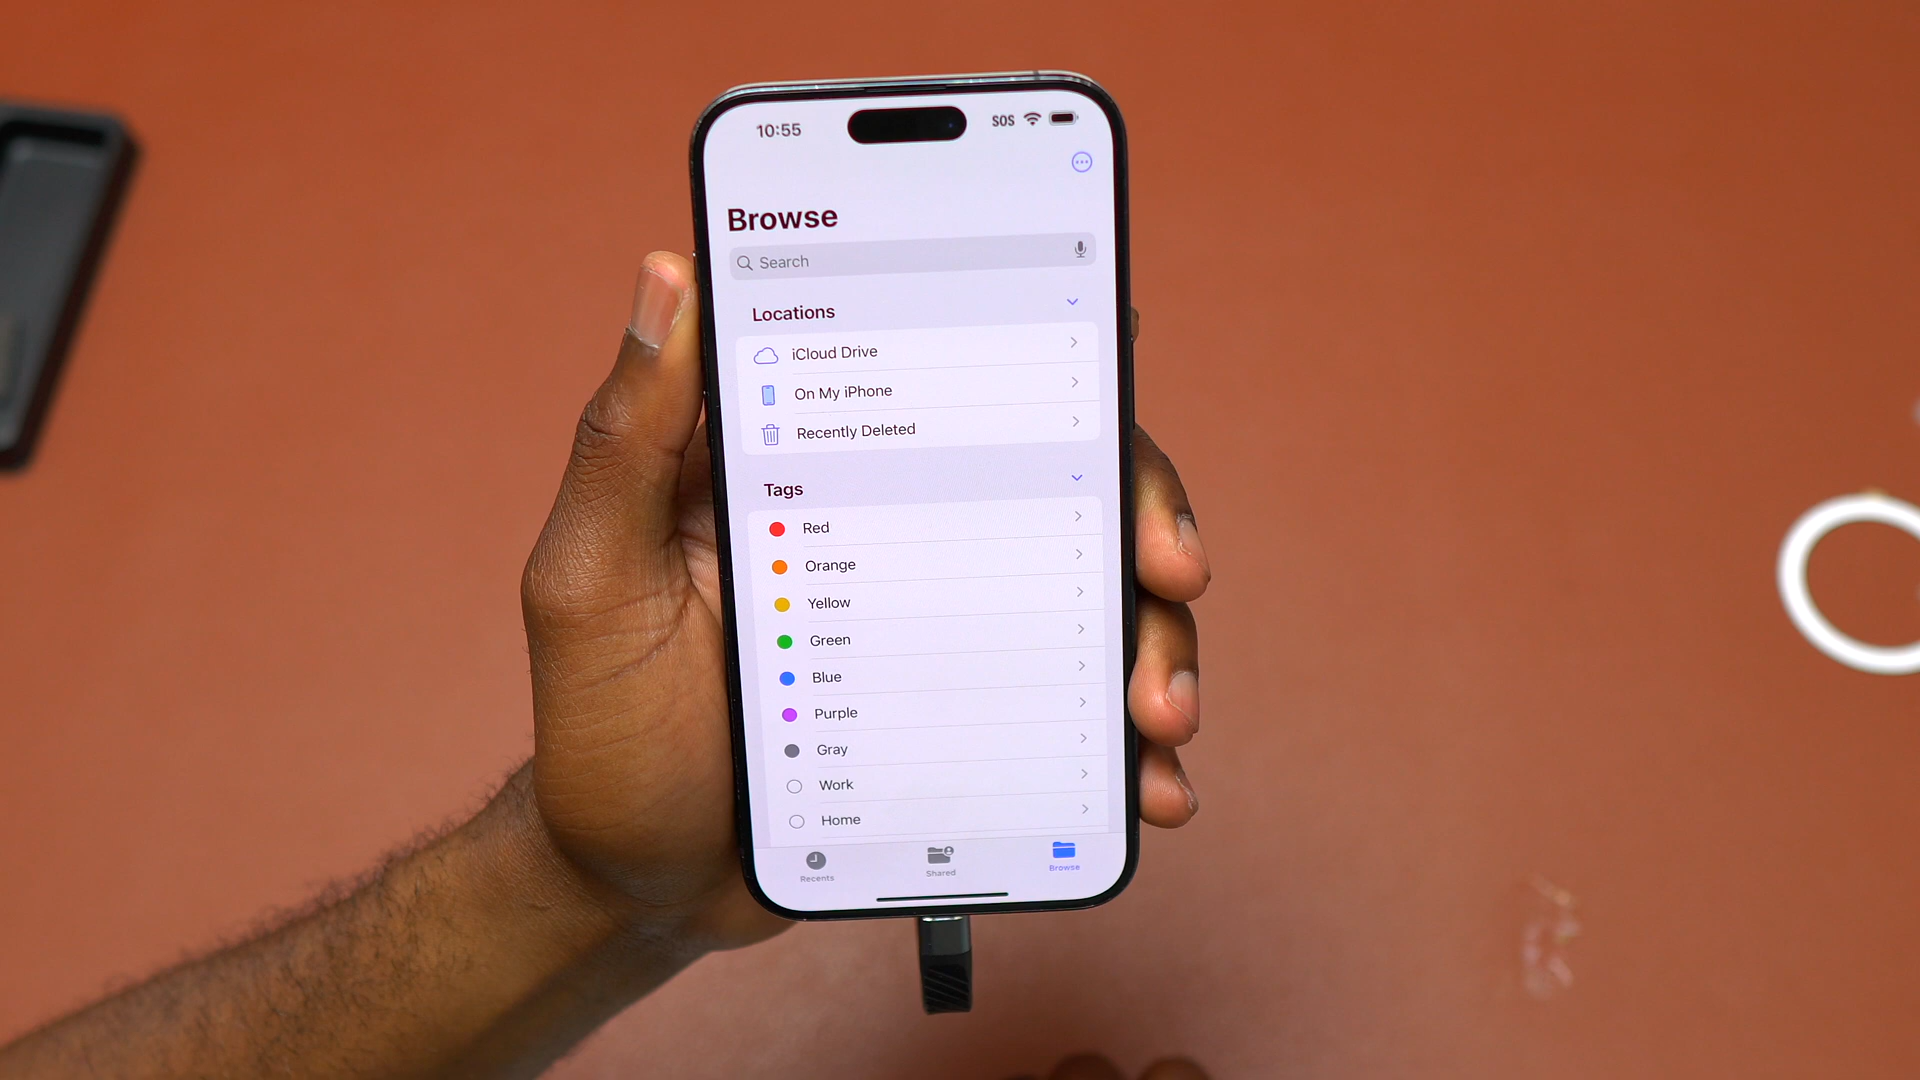 10:55 SOS
Browse
Search
Locations
iCloud Drive
On My iPhone
Recently Deleted
Tags
Red
Orange
Yellow
Green
Blue
Purple
Gray
Work
Home
Recents Shared Browse